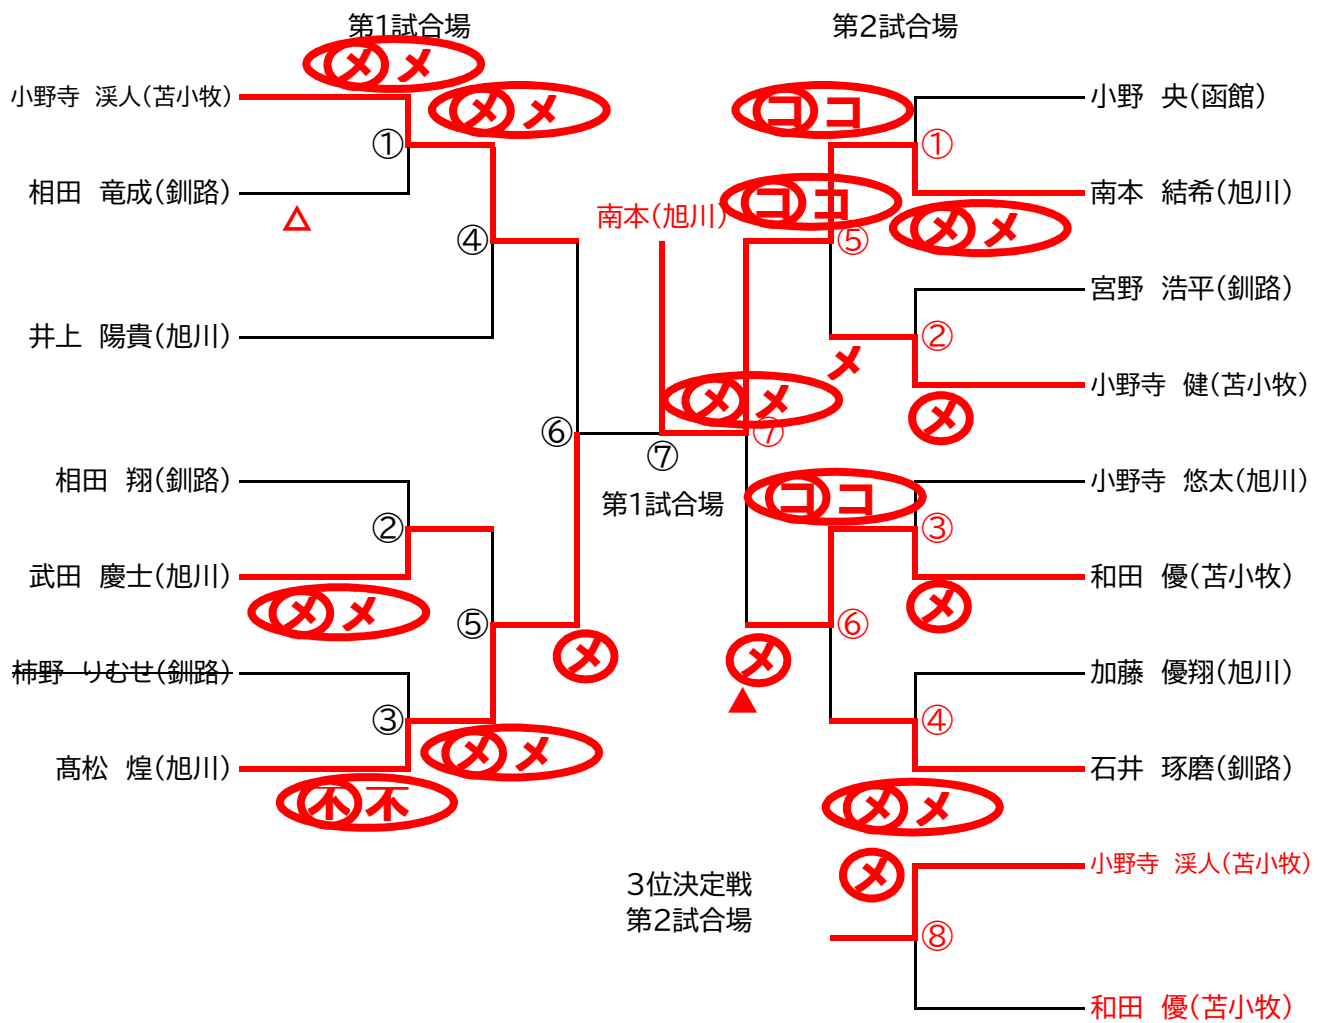 第1試合場
第2試合場
メメ
小野寺 渓人(苫小牧)
メメ
①
相田 竜成(釧路)
△
④
井上 陽貴(旭川)
相田 翔(釧路)
②
武田 慶士(旭川)
メメ
⑤
柿野 りむせ(釧路)
③
髙松 煌(旭川)
メメ
不不
⑥
メ
南本(旭川)
メメ
⑦
⑦
第1試合場
ココ
小野 央(函館)
①
南本 結希(旭川)
ココ
メメ
⑤
宮野 浩平(釧路)
②
メ
小野寺 健(苫小牧)
メ
小野寺 悠太(旭川)
ココ
③
和田 優(苫小牧)
メ
⑥
メ
▲
加藤 優翔(旭川)
④
石井 琢磨(釧路)
メメ
3位決定戦
第2試合場
メ
小野寺 渓人(苫小牧)
⑧
和田 優(苫小牧)